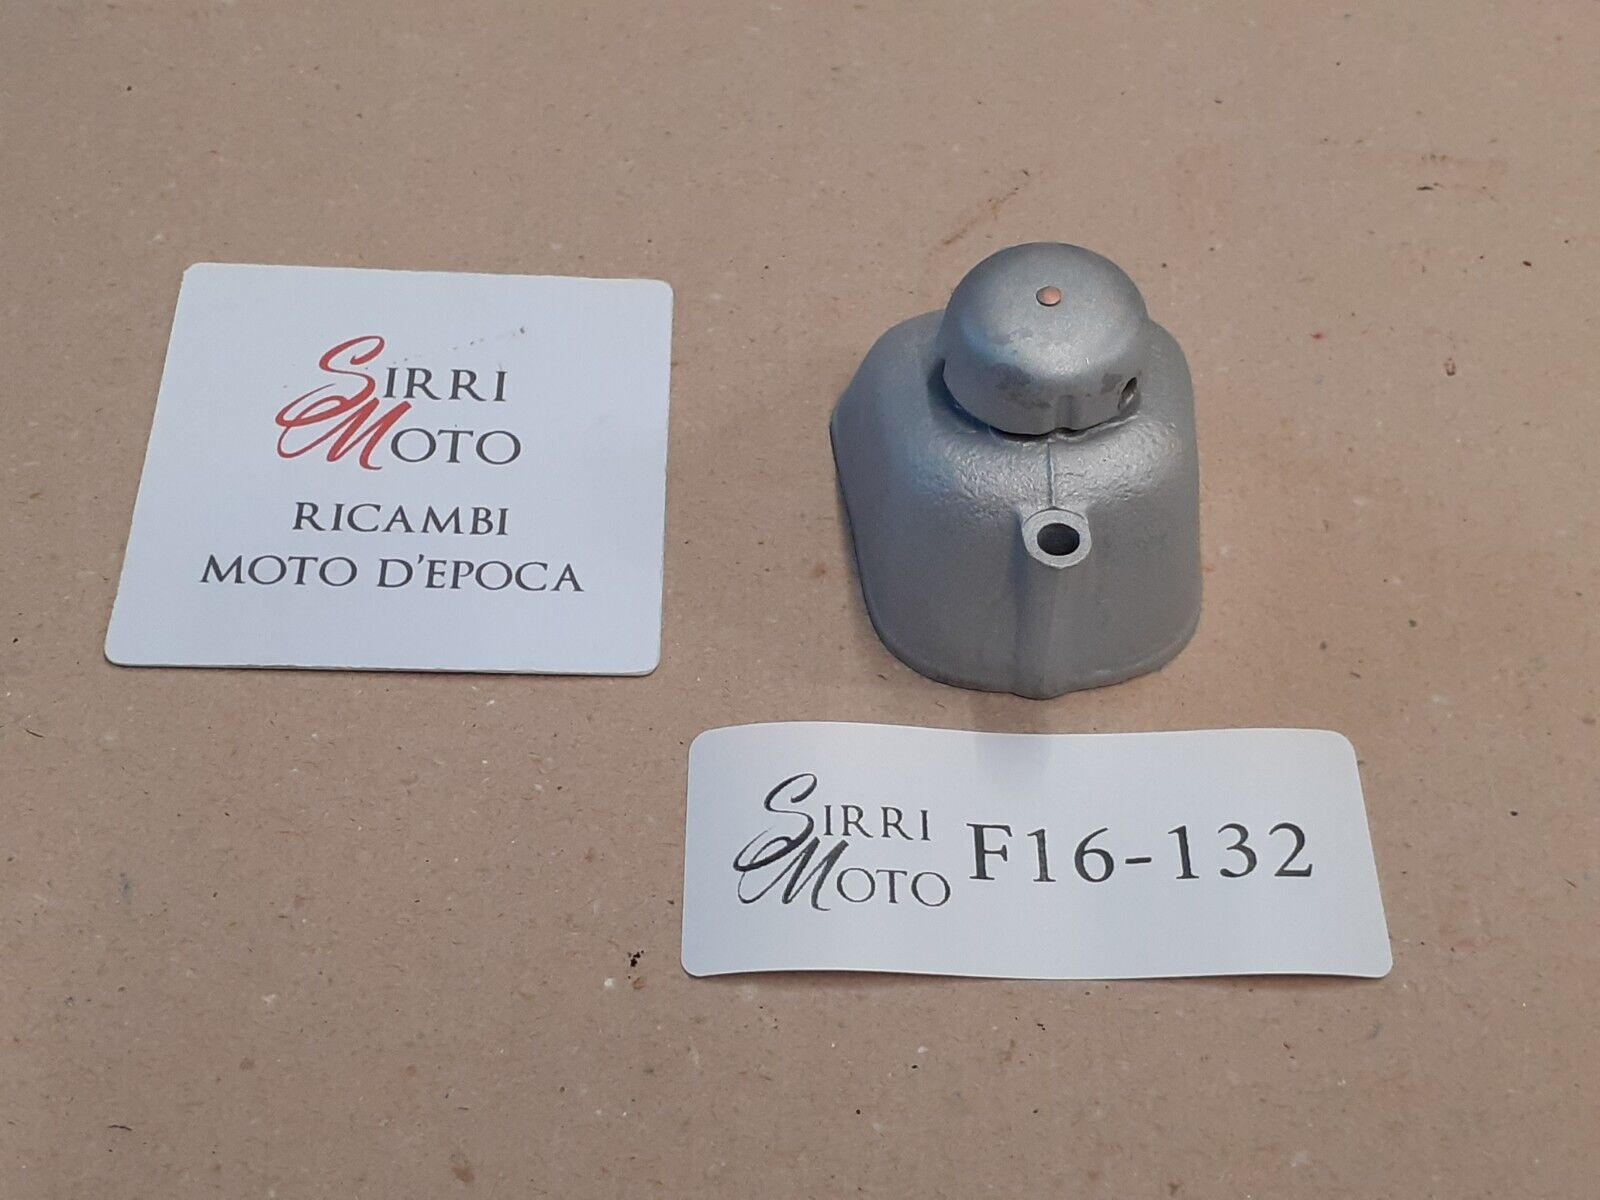 SIRRI
MOTO
RICAMBI
MOTO D'EPOCA
SIRRI
MOTO F16-132